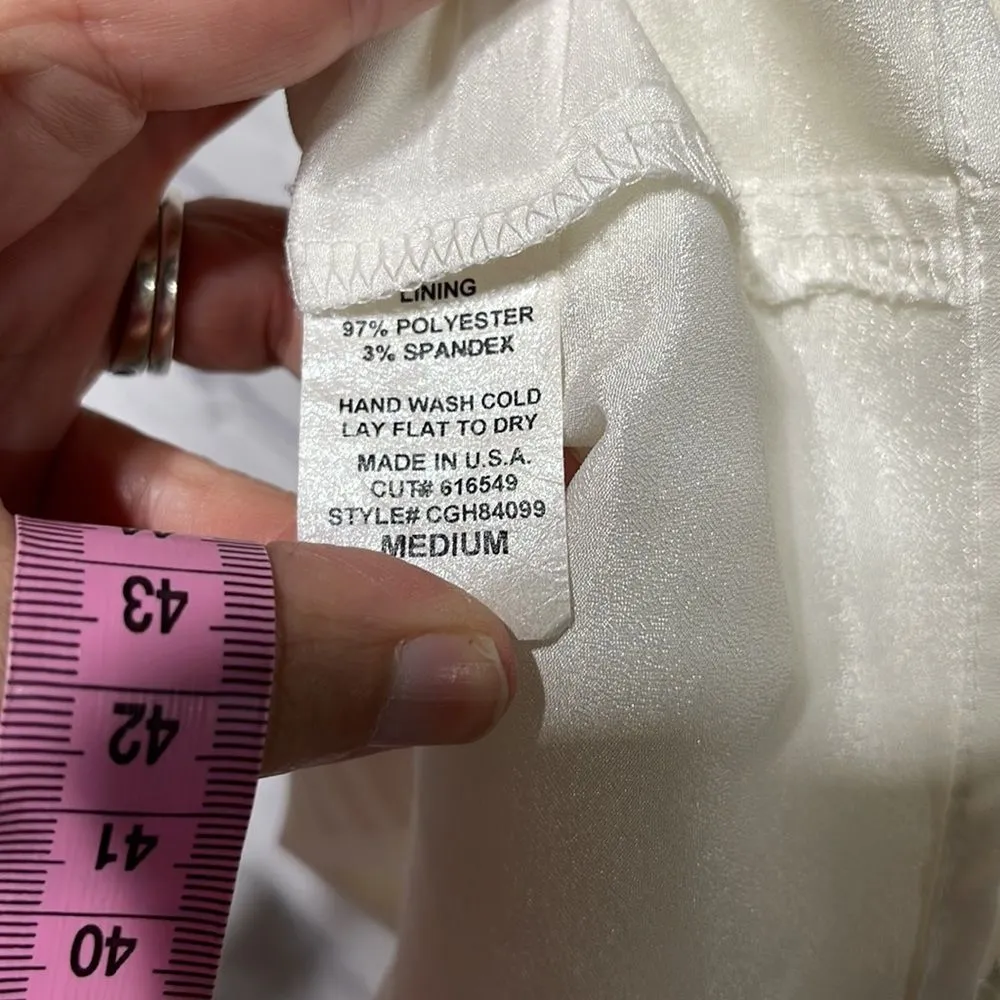 LINING
97% POLYESTER
3% SPANDEX
HAND WASH COLD
LAY FLAT TO DRY
MADE IN U.S.A.
CUT# 616549
STYLE# CGH84099
MEDIUM
43
42
41
40